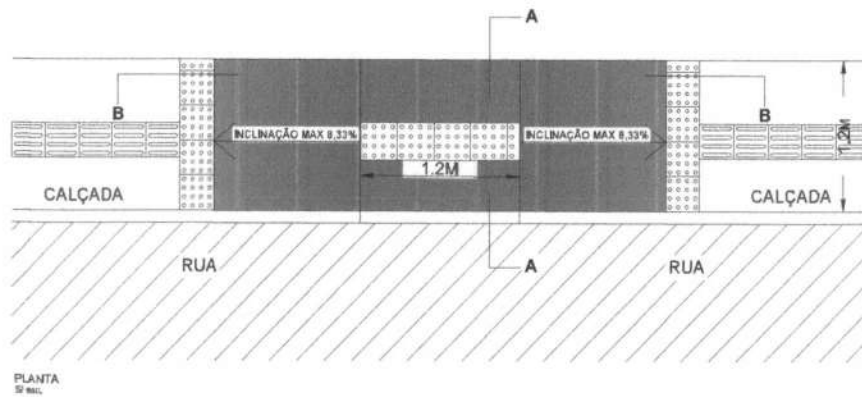 A
B
B
INCLINAÇÃO MAX 8,33%
INCLINAÇÃO MAX 8,33%
1.2M
1.2M
CALÇADA
CALÇADA
RUA
A
RUA
PLANTA